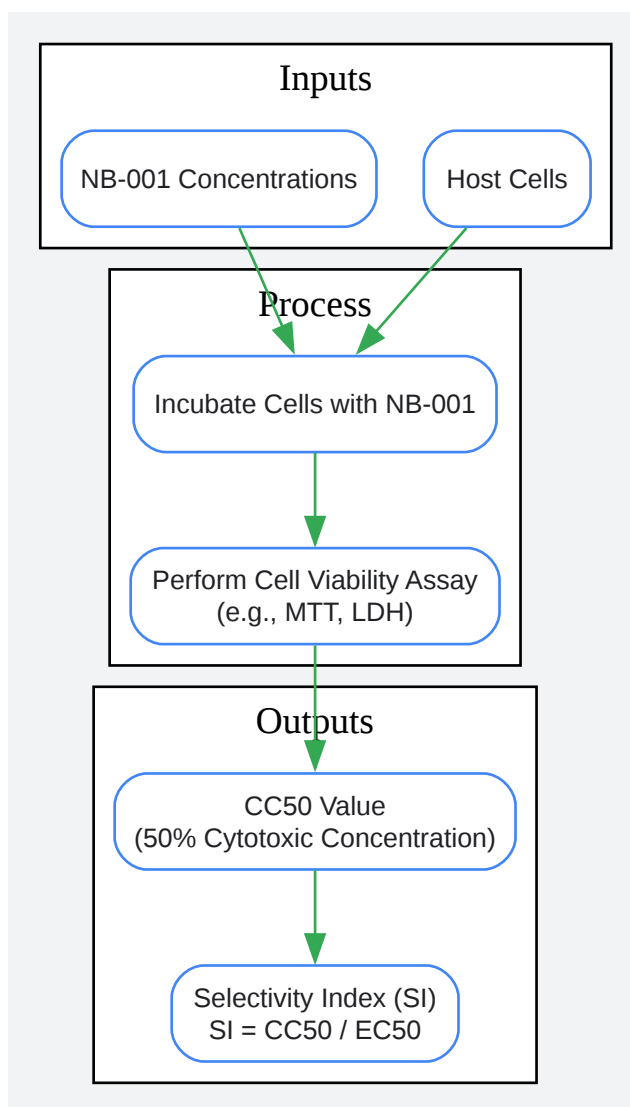 Inputs
NB-001 Concentrations
Host Cells
Process
Incubate Cells with NB-001
Perform Cell Viability Assay
(e.g., MTT, LDH)
Outputs
CC50 Value
(50% Cytotoxic Concentration)
Selectivity Index (SI)
SI = CC50 / EC50